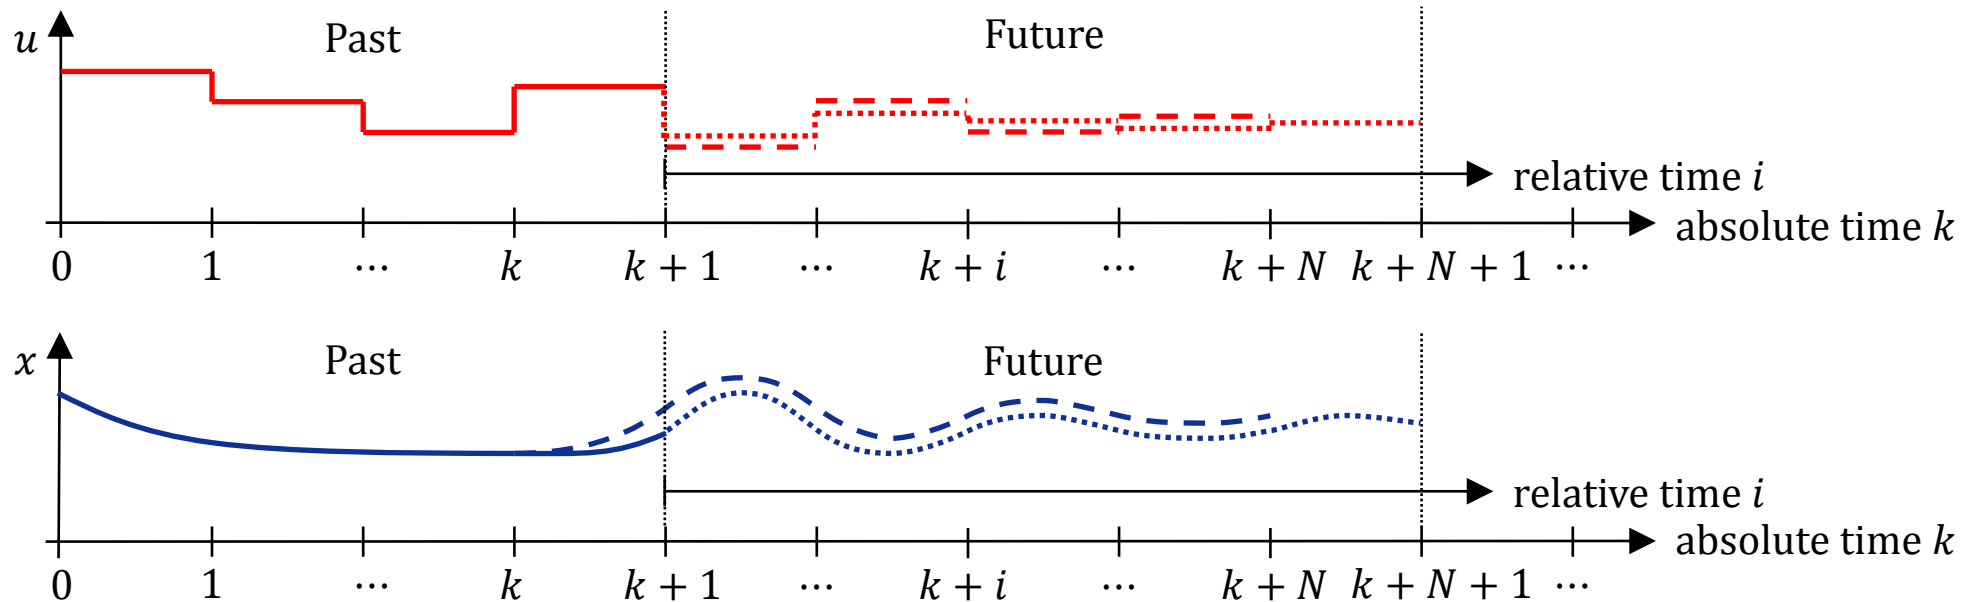 u Past Future
relative time i
absolute time k
0 1 ... k k + 1 ... k + i ... k + N k + N + 1 ...
x Past Future
relative time i
absolute time k
0 1 ... k k + 1 ... k + i ... k + N k + N + 1 ...